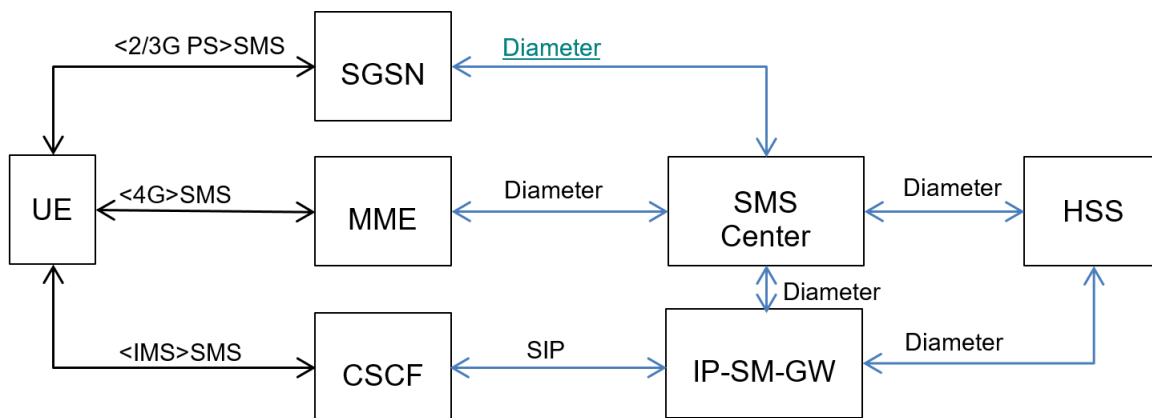 <2/3G PS>SMS
Diameter
SGSN
UE
<4G>SMS
MME
Diameter
SMS
Center
Diameter
HSS
Diameter
<IMS>SMS
CSCF
SIP
IP-SM-GW
Diameter